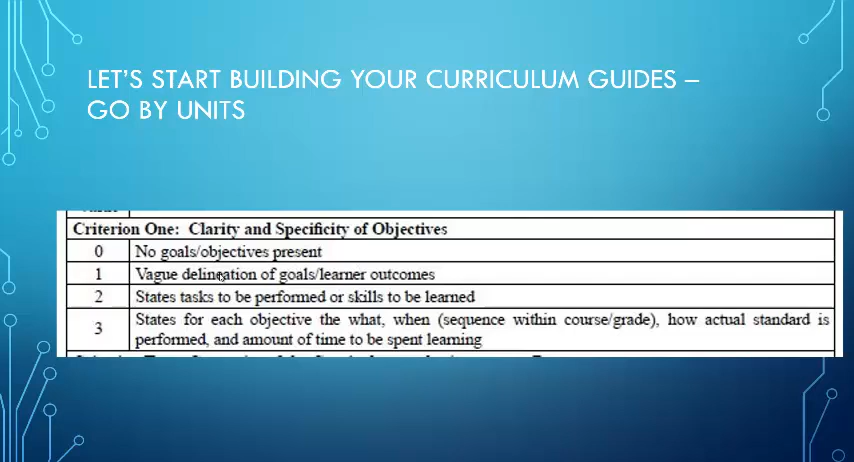 LET'S START BUILDING YOUR CURRICULUM GUIDES –
GO BY UNITS
Criterion One: Clarity and Specificity of Objectives
0 No goals/objectives present
1 Vague delineation of goals/learner outcomes
2 States tasks to be performed or skills to be learned
3 States for each objective the what, when (sequence within course/grade), how actual standard is
performed, and amount of time to be spent learning